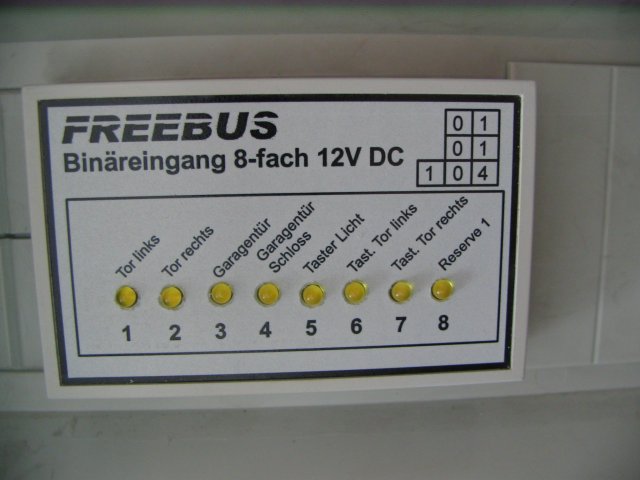 FREEBUS
Binäreingang 8-fach 12V DC
0 1
0 1
1 0 4
Tor links
Tor rechts
Garagentür
Garagentür
Schloss
Taster Licht
Tast. Tor links
Tast. Tor rechts
Reserve 1
1 2 3 4 5 6 7 8